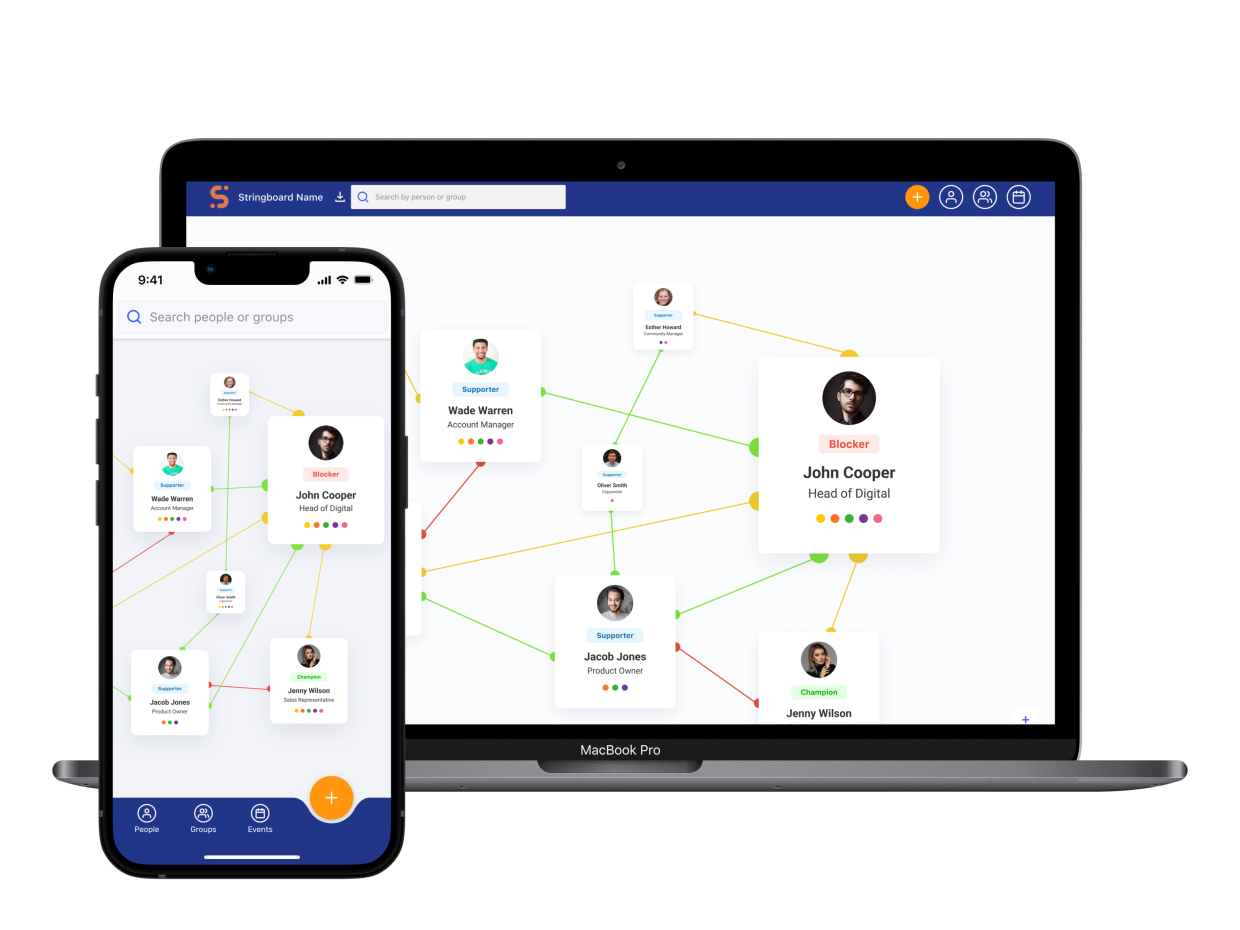 Stringboard Name
Search by person or group
Supporter
Esther Howard
Community Manager
Supporter
Wade Warren
Account Manager
Blocker
John Cooper
Head of Digital
Supporter
Oliver Smith
Supporter
Jacob Jones
Product Owner
Champion
Jenny Wilson
+
MacBook Pro
9:41
Search people or groups
Esther Howard
Community Manager
Supporter
Wade Warren
Account Manager
Blocker
John Cooper
Head of Digital
Supporter
Oliver Smith
Supporter
Jacob Jones
Product Owner
Champion
Jenny Wilson
Sales Representative
+
People
Groups
Events